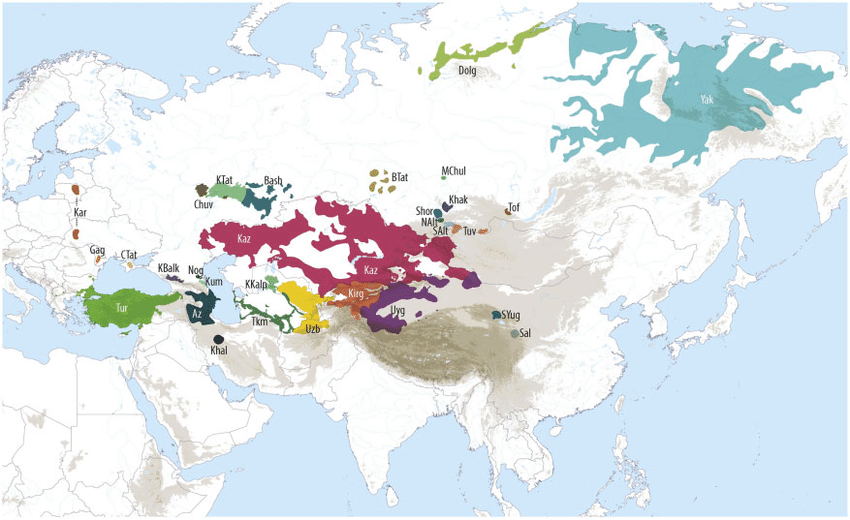 Dolg
Yak
KTat
Bash
BTat
MChul
Chuv
Khak
Kar
Shor
Tof
NAlt
SAlt
Tuv
Kaz
Gag
CTat
KBalk
Nog
Kaz
Kum
KKalp
Kirg
Tur
Az
Uyg
SYug
Tkm
Uzb
Sal
Khal